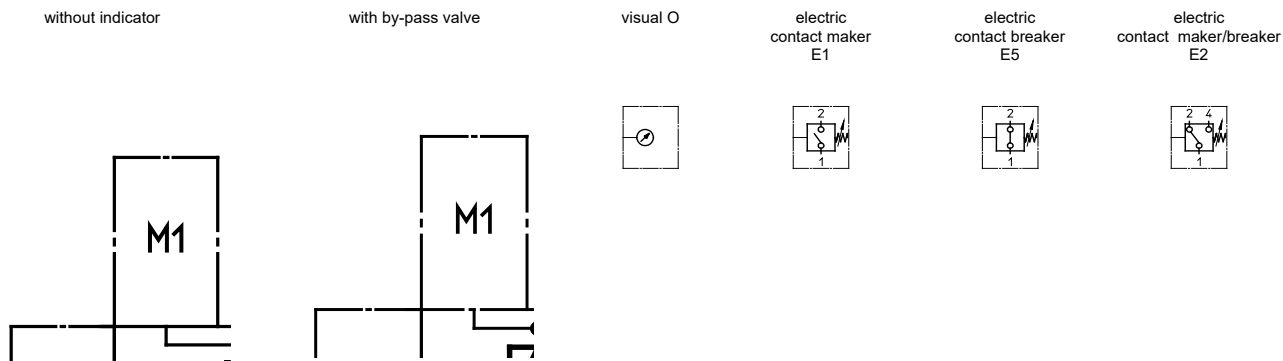 without indicator
with by-pass valve
visual O
electric
contact maker
E1
electric
contact breaker
E5
electric
contact  maker/breaker
E2
2
1
2
1
2 4
1
M1
M1